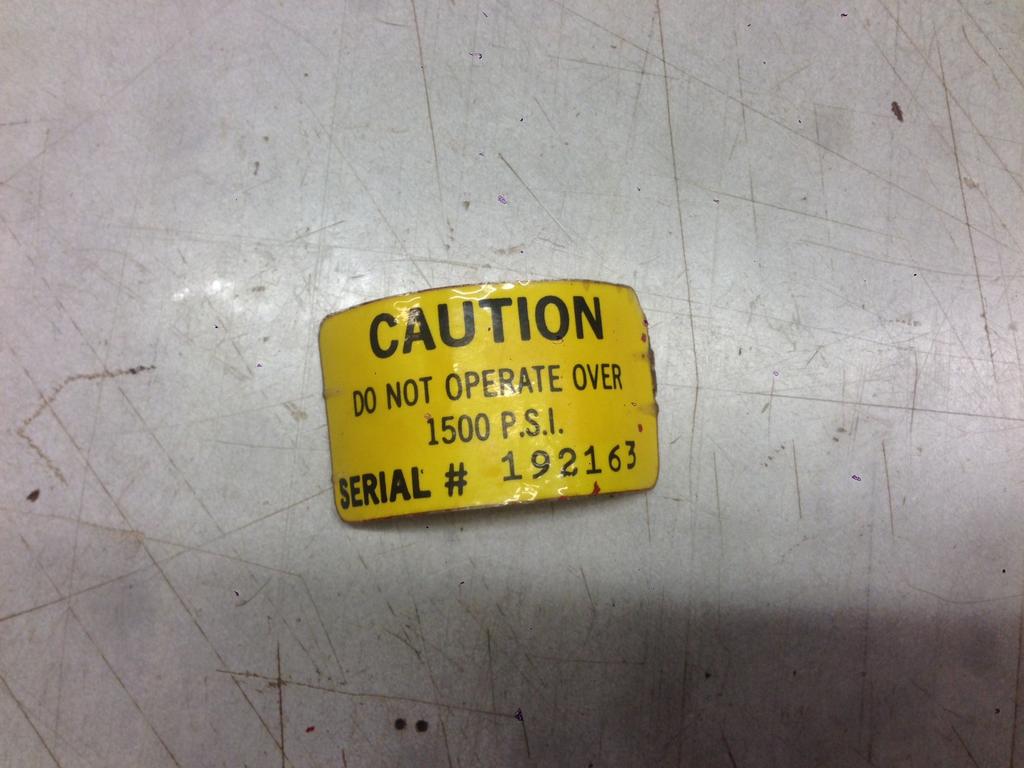 CAUTION
DO NOT OPERATE OVER
1500 P.S.I.
SERIAL # 192163